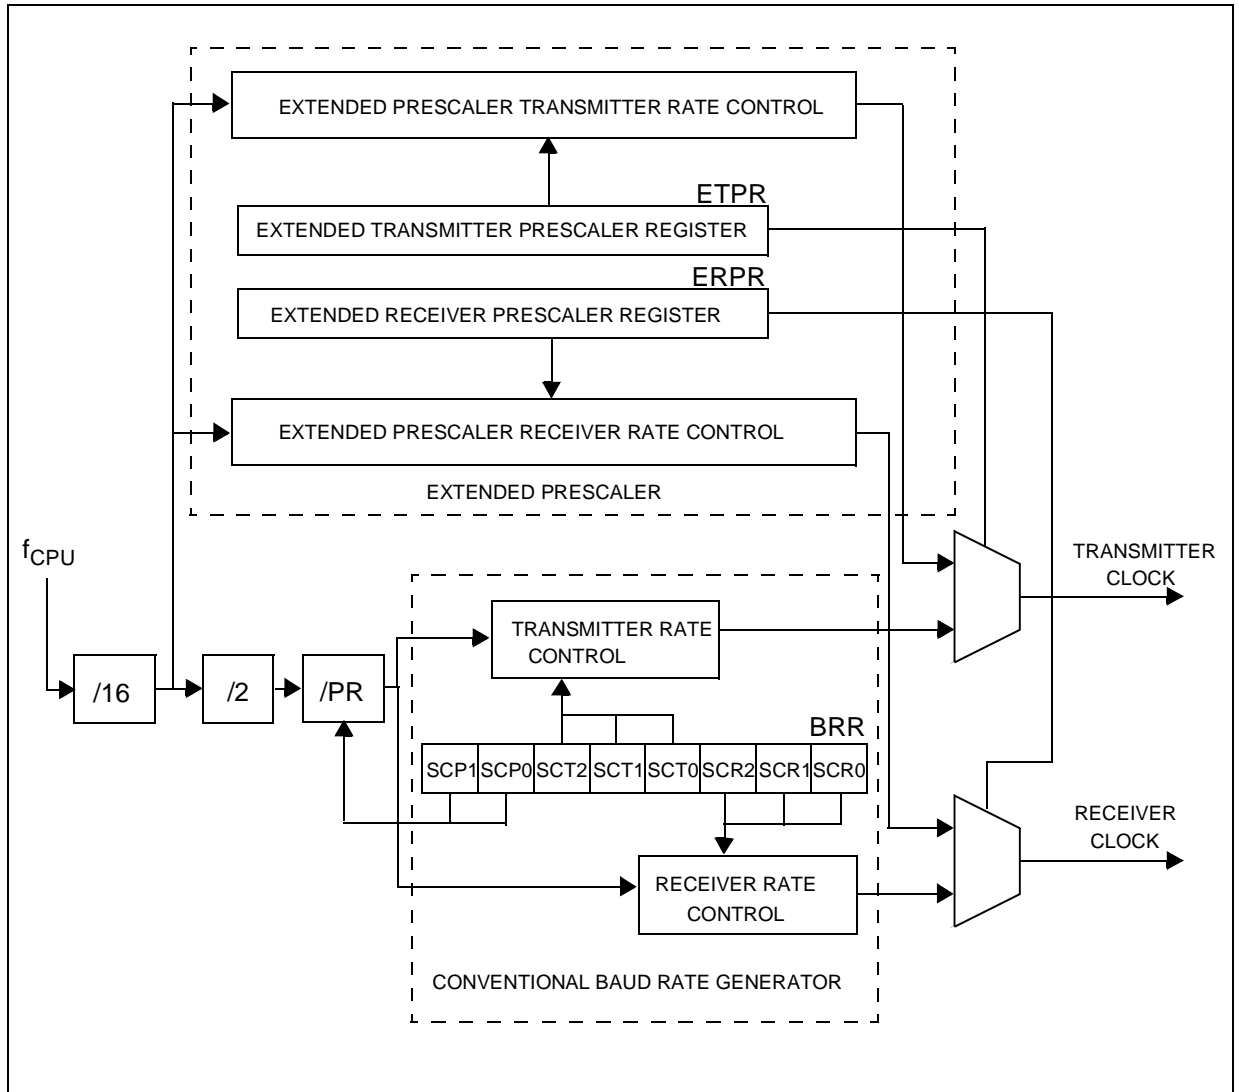 EXTENDED PRESCALER TRANSMITTER RATE CONTROL
ETPR
EXTENDED TRANSMITTER PRESCALER REGISTER
ERPR
EXTENDED RECEIVER PRESCALER REGISTER
EXTENDED PRESCALER RECEIVER RATE CONTROL
EXTENDED PRESCALER
fCPU
TRANSMITTER
CLOCK
TRANSMITTER RATE
CONTROL
/16
/2
/PR
BRR
SCP1 SCP0 SCT2 SCT1 SCT0 SCR2 SCR1 SCR0
RECEIVER
CLOCK
RECEIVER RATE
CONTROL
CONVENTIONAL BAUD RATE GENERATOR